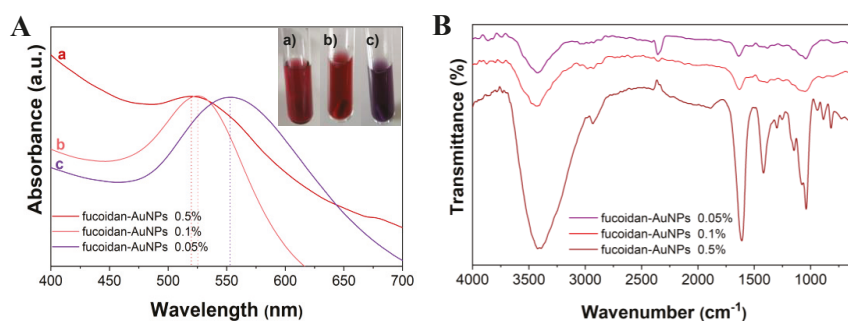 A
Absorbance (a.u.)
a
b
c
a) b) c)
fucoidan-AuNPs 0.5%
fucoidan-AuNPs 0.1%
fucoidan-AuNPs 0.05%
400 450 500 550 600 650 700
Wavelength (nm)
B
Transmittance (%)
fucoidan-AuNPs 0.05%
fucoidan-AuNPs 0.1%
fucoidan-AuNPs 0.5%
4000 3500 3000 2500 2000 1500 1000
Wavenumber (cm⁻¹)